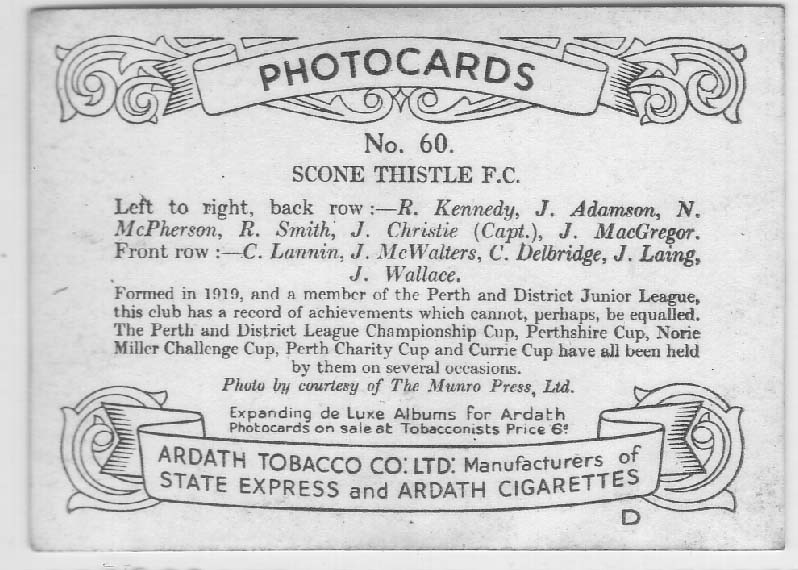 PHOTOCARDS
No. 60.
SCONE THISTLE F.C.
Left to right, back row :—R. Kennedy, J. Adamson, N.
McPherson, R. Smith, J. Christie (Capt.), J. MacGregor.
Front row :—C. Lannin, J. McWalters, C. Delbridge, J. Laing,
J. Wallace.
Formed in 1919, and a member of the Perth and District Junior League,
this club has a record of achievements which cannot, perhaps, be equalled.
The Perth and District League Championship Cup, Perthshire Cup, Norie
Miller Challenge Cup, Perth Charity Cup and Currie Cup have all been held
by them on several occasions.
Photo by courtesy of The Munro Press, Ltd.
Expanding de Luxe Albums for Ardath
Photocards on sale at Tobacconists Price 6ᵈ
ARDATH TOBACCO CO: LTD: Manufacturers of
STATE EXPRESS and ARDATH CIGARETTES
D